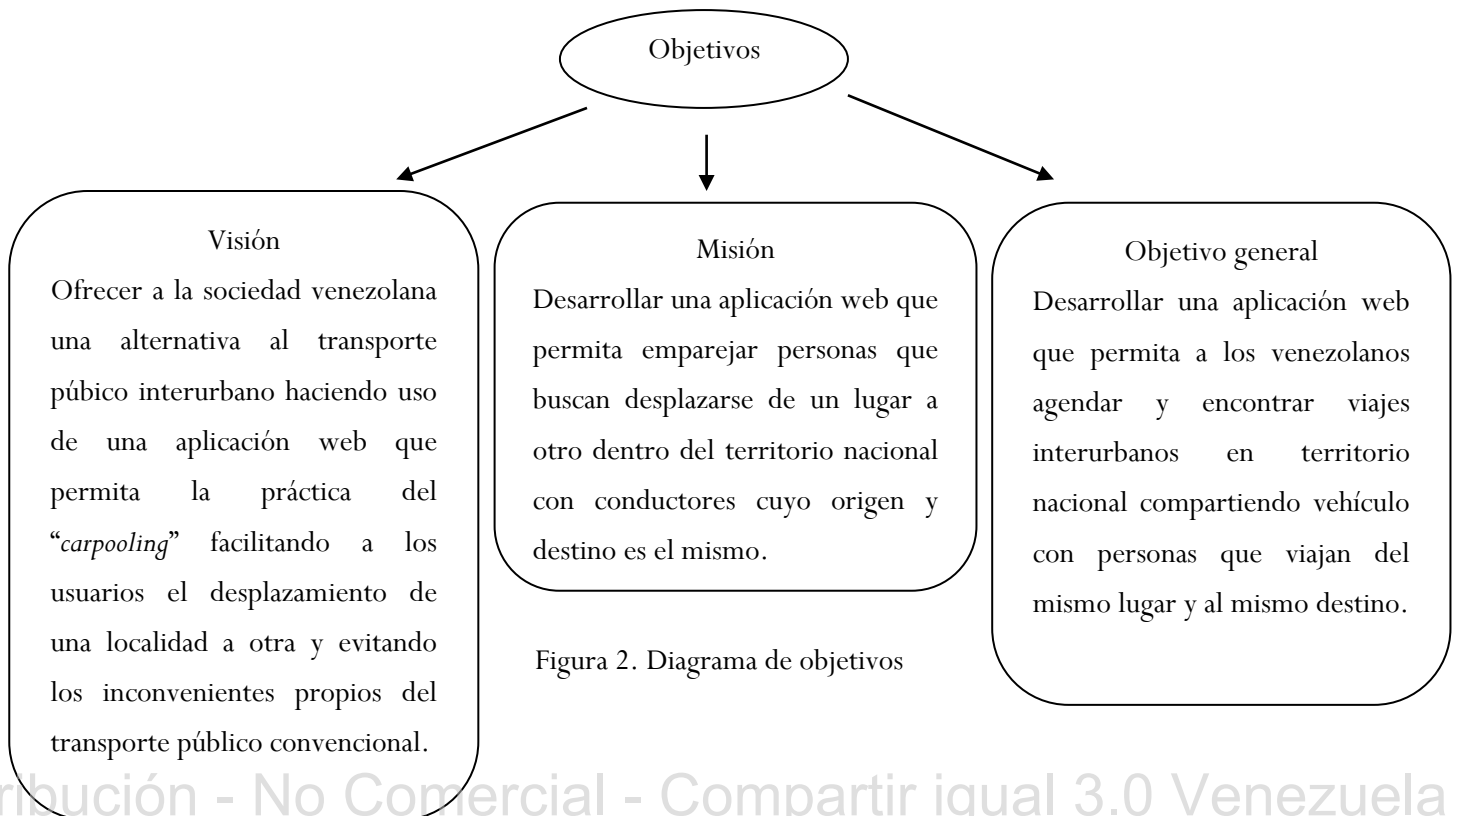 Objetivos
Visión
Ofrecer a la sociedad venezolana
una alternativa al transporte
púbico interurbano haciendo uso
de una aplicación web que
permita la práctica del
“carpooling” facilitando a los
usuarios el desplazamiento de
una localidad a otra y evitando
los inconvenientes propios del
transporte público convencional.
Misión
Desarrollar una aplicación web que
permita emparejar personas que
buscan desplazarse de un lugar a
otro dentro del territorio nacional
con conductores cuyo origen y
destino es el mismo.
Objetivo general
Desarrollar una aplicación web
que permita a los venezolanos
agendar y encontrar viajes
interurbanos en territorio
nacional compartiendo vehículo
con personas que viajan del
mismo lugar y al mismo destino.
Figura 2. Diagrama de objetivos
ribución - No Comercial - Compartir igual 3.0 Venezuela